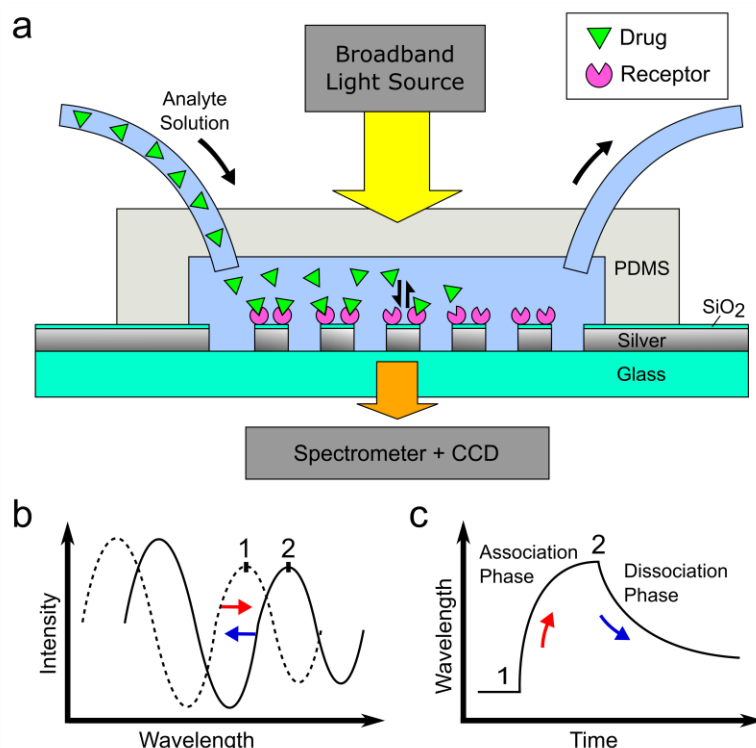 a
Broadband
Light Source
Drug
Receptor
Analyte
Solution
PDMS
SiO2
Silver
Glass
Spectrometer + CCD
b
1
2
Intensity
Wavelength
c
Association
Phase
2
Dissociation
Phase
1
Wavelength
Time